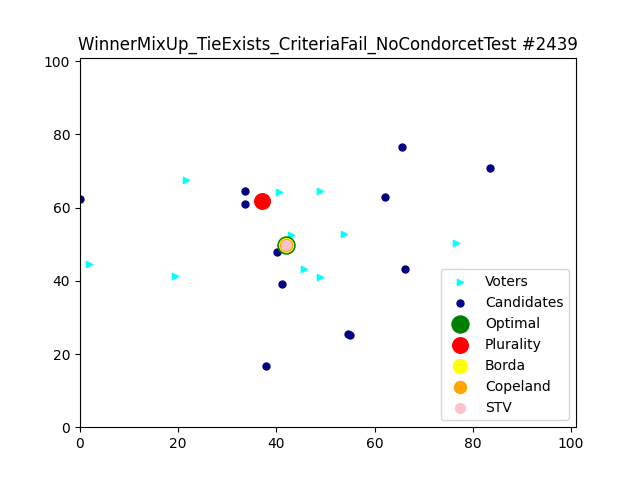 WinnerMixUp_TieExists_CriteriaFail_NoCondorcetTest #2439
100
80
60
40
20
0
0 20 40 60 80 100
Voters
Candidates
Optimal
Plurality
Borda
Copeland
STV